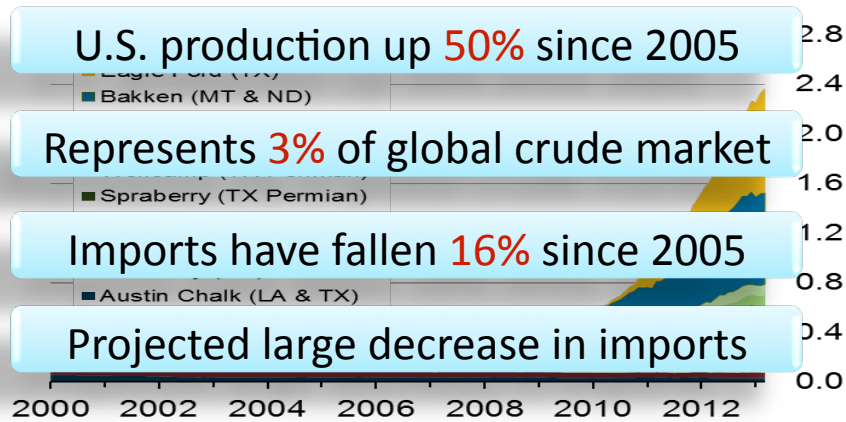 U.S. production up 50% since 2005
2.8
Eagle Ford (TX)
2.4
Bakken (MT & ND)
2.0
Represents 3% of global crude market
1.6
Spraberry (TX Permian)
1.2
Imports have fallen 16% since 2005
0.8
Austin Chalk (LA & TX)
0.4
Projected large decrease in imports
0.0
2000 2002 2004 2006 2008 2010 2012